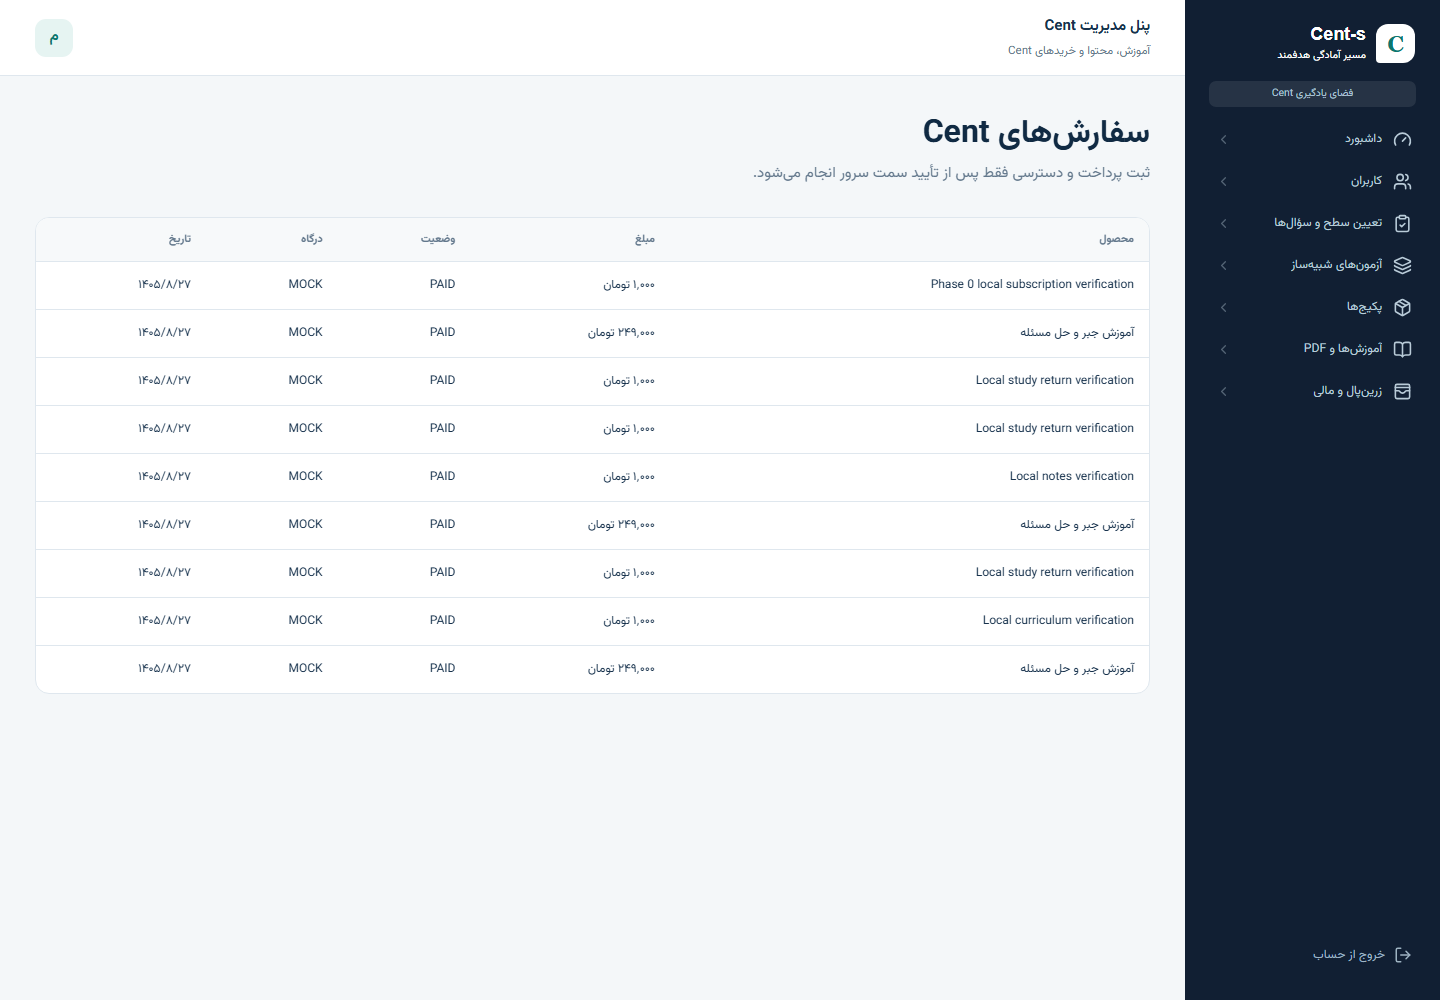 Cent-s
مسیر آمادگی هدفمند
C
فضای یادگیری Cent
داشبورد
کاربران
تعیین سطح و سؤال‌ها
آزمون‌های شبیه‌ساز
پکیج‌ها
آموزش‌ها و PDF
زرین‌پال و مالی
خروج از حساب
پنل مدیریت Cent
آموزش، محتوا و خریدهای Cent
م
سفارش‌های Cent
ثبت پرداخت و دسترسی فقط پس از تأیید سمت سرور انجام می‌شود.
محصول مبلغ وضعیت درگاه تاریخ
Phase 0 local subscription verification ۱,۰۰۰ تومان PAID MOCK ۱۴۰۵/۸/۲۷
آموزش جبر و حل مسئله ۲۴۹,۰۰۰ تومان PAID MOCK ۱۴۰۵/۸/۲۷
Local study return verification ۱,۰۰۰ تومان PAID MOCK ۱۴۰۵/۸/۲۷
Local study return verification ۱,۰۰۰ تومان PAID MOCK ۱۴۰۵/۸/۲۷
Local notes verification ۱,۰۰۰ تومان PAID MOCK ۱۴۰۵/۸/۲۷
آموزش جبر و حل مسئله ۲۴۹,۰۰۰ تومان PAID MOCK ۱۴۰۵/۸/۲۷
Local study return verification ۱,۰۰۰ تومان PAID MOCK ۱۴۰۵/۸/۲۷
Local curriculum verification ۱,۰۰۰ تومان PAID MOCK ۱۴۰۵/۸/۲۷
آموزش جبر و حل مسئله ۲۴۹,۰۰۰ تومان PAID MOCK ۱۴۰۵/۸/۲۷